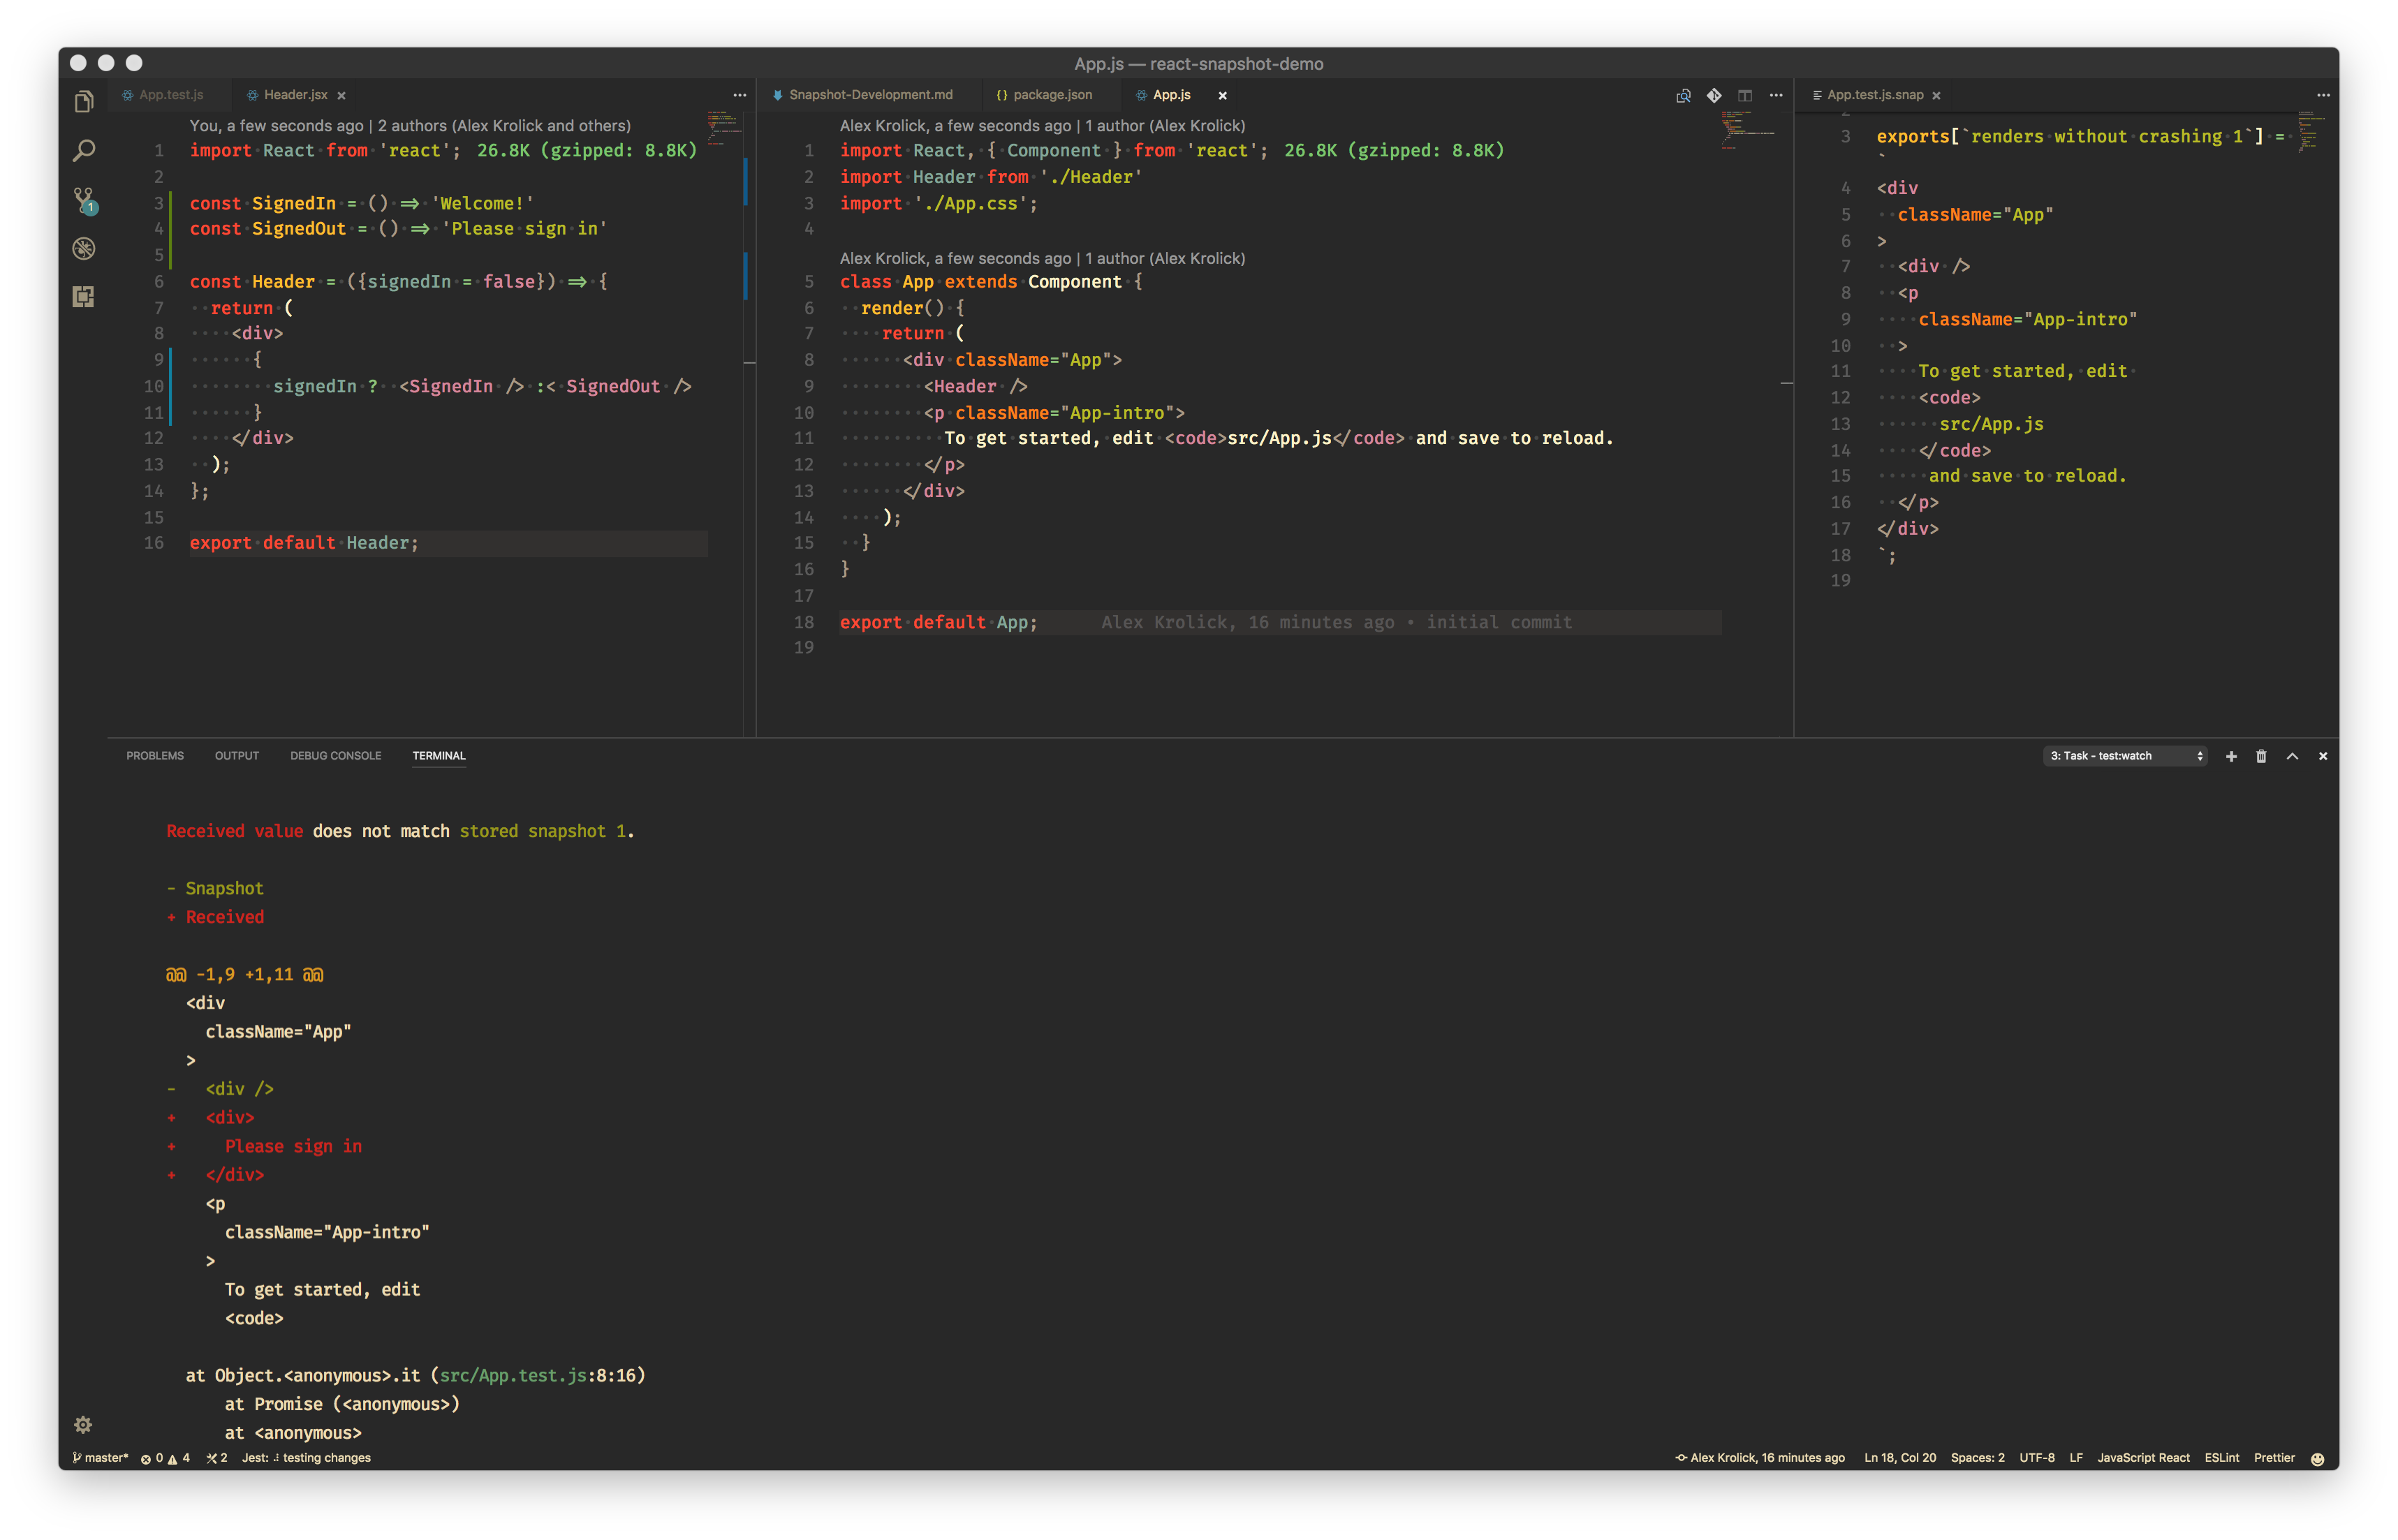 App.js — react-snapshot-demo
App.test.js
Header.jsx
You, a few seconds ago | 2 authors (Alex Krolick and others)
1 import React from 'react'; 26.8K (gzipped: 8.8K)
2
3 const SignedIn = () => 'Welcome!'
4 const SignedOut = () => 'Please sign in'
5
6 const Header = ({signedIn = false}) => {
7 return (
8 <div>
9 {
10 signedIn ? <SignedIn /> :< SignedOut />
11 }
12 </div>
13 );
14 };
15
16 export default Header;
Snapshot-Development.md
{} package.json
App.js
Alex Krolick, a few seconds ago | 1 author (Alex Krolick)
1 import React, { Component } from 'react'; 26.8K (gzipped: 8.8K)
2 import Header from './Header'
3 import './App.css';
4
Alex Krolick, a few seconds ago | 1 author (Alex Krolick)
5 class App extends Component {
6 render() {
7 return (
8 <div className="App">
9 <Header />
10 <p className="App-intro">
11 To get started, edit <code>src/App.js</code> and save to reload.
12 </p>
13 </div>
14 );
15 }
16 }
17
18 export default App; Alex Krolick, 16 minutes ago • initial commit
19
App.test.js.snap
3 exports[`renders without crashing 1`] =
`
4 <div
5 className="App"
6 >
7 <div />
8 <p
9 className="App-intro"
10 >
11 To get started, edit
12 <code>
13 src/App.js
14 </code>
15 and save to reload.
16 </p>
17 </div>
18 `;
19
1
PROBLEMS OUTPUT DEBUG CONSOLE TERMINAL
3: Task - test:watch
Received value does not match stored snapshot 1.
- Snapshot
+ Received
@@ -1,9 +1,11 @@
<div
className="App"
>
- <div />
+ <div>
+ Please sign in
+ </div>
<p
className="App-intro"
>
To get started, edit
<code>
at Object.<anonymous>.it (src/App.test.js:8:16)
at Promise (<anonymous>)
at <anonymous>
master* 0 4 2 Jest: testing changes
Alex Krolick, 16 minutes ago Ln 18, Col 20 Spaces: 2 UTF-8 LF JavaScript React ESLint Prettier